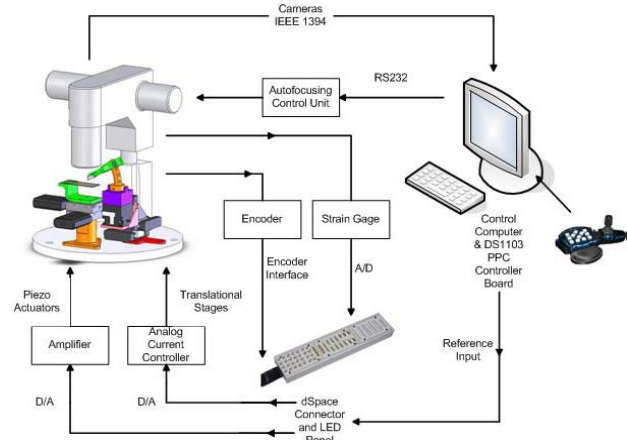 Cameras
IEEE 1394
RS232
Autofocusing
Control Unit
Encoder
Strain Gage
Encoder
Interface
A/D
Control
Computer
& DS1103
PPC
Controller
Board
Piezo
Actuators
Translational
Stages
Amplifier
Analog
Current
Controller
Reference
Input
D/A
D/A
dSpace
Connector
and LED
Panel